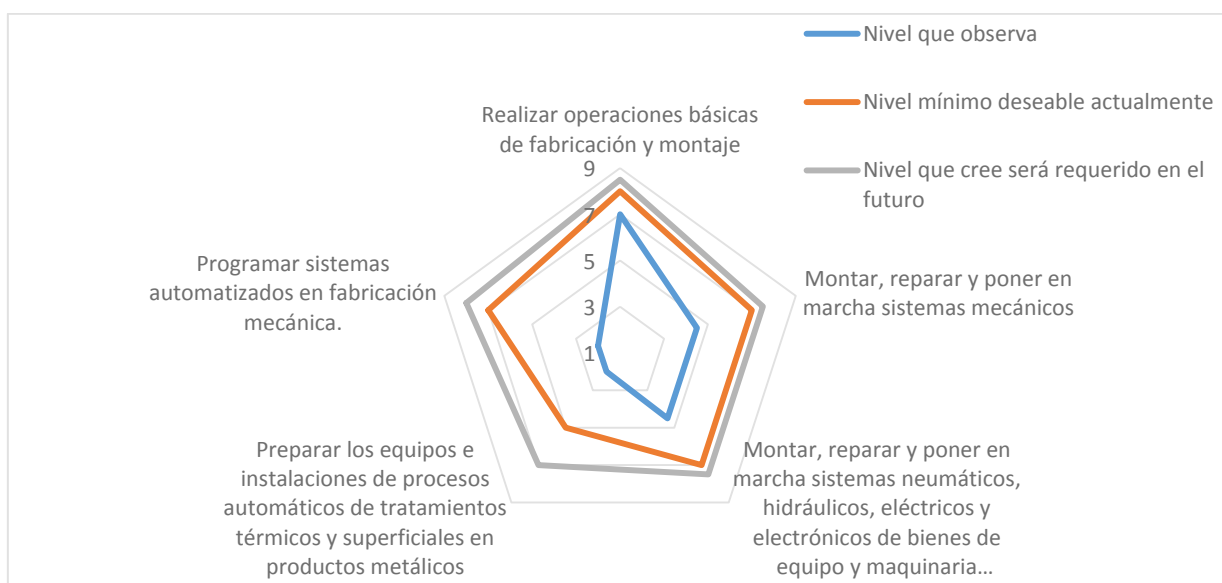 Nivel que observa
Nivel mínimo deseable actualmente
Nivel que cree será requerido en el
futuro
Realizar operaciones básicas
de fabricación y montaje
9
7
5
3
1
Programar sistemas
automatizados en fabricación
mecánica.
Montar, reparar y poner en
marcha sistemas mecánicos
Preparar los equipos e
instalaciones de procesos
automáticos de tratamientos
térmicos y superficiales en
productos metálicos
Montar, reparar y poner en
marcha sistemas neumáticos,
hidráulicos, eléctricos y
electrónicos de bienes de
equipo y maquinaria…